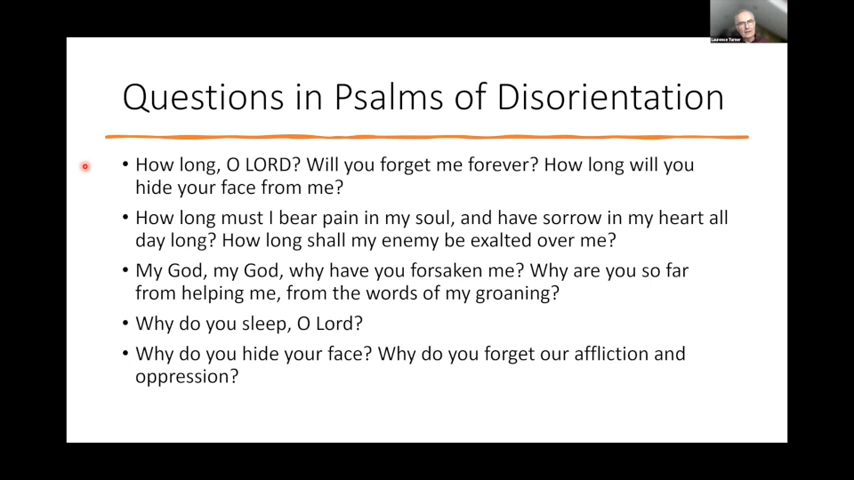 Laurence Turner
Questions in Psalms of Disorientation
• How long, O LORD? Will you forget me forever? How long will you
hide your face from me?
• How long must I bear pain in my soul, and have sorrow in my heart all
day long? How long shall my enemy be exalted over me?
• My God, my God, why have you forsaken me? Why are you so far
from helping me, from the words of my groaning?
• Why do you sleep, O Lord?
• Why do you hide your face? Why do you forget our affliction and
oppression?